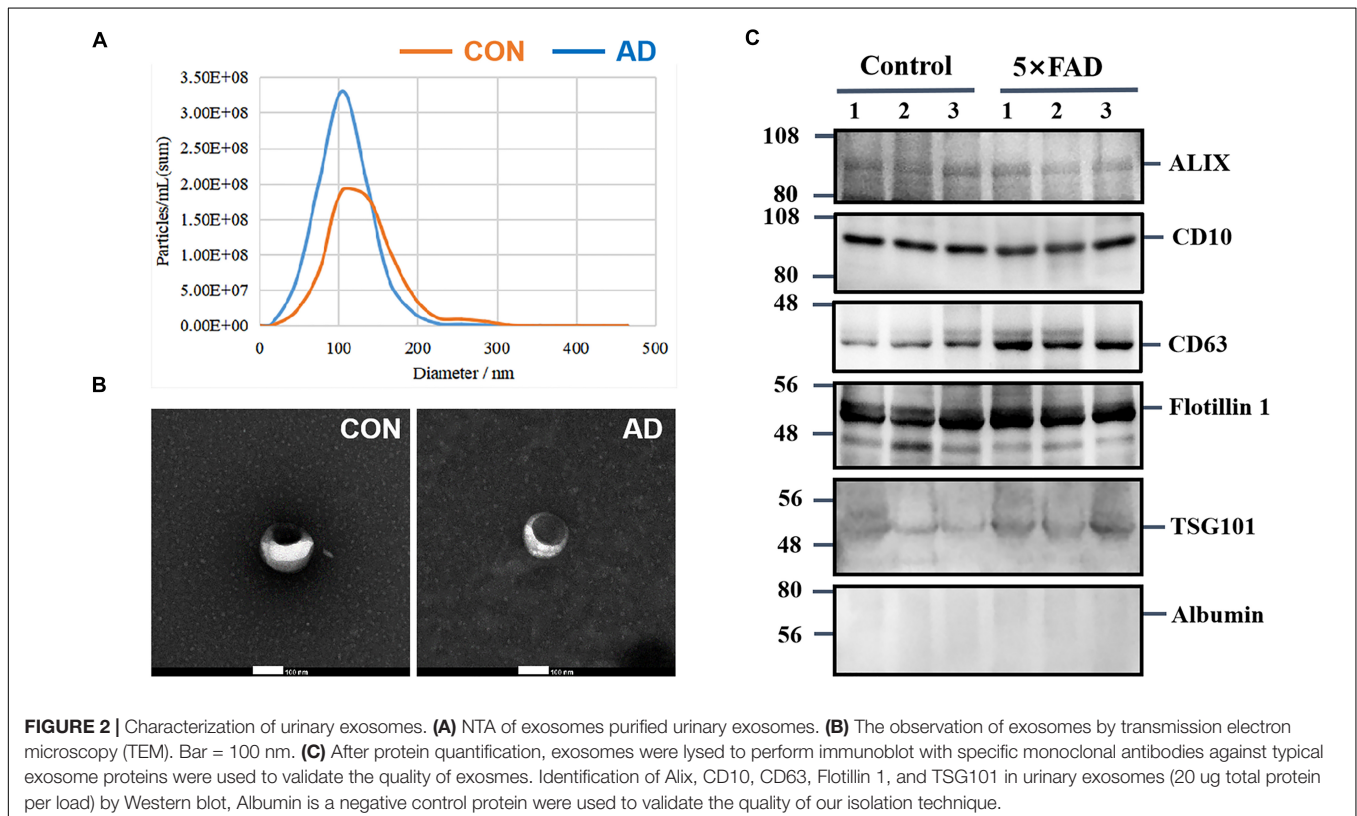 A
CON AD
3.50E+08
3.00E+08
2.50E+08
2.00E+08
1.50E+08
1.00E+08
5.00E+07
0.00E+00
Particles/mL(sum)
0 100 200 300 400 500
Diameter / nm
B
CON
100 nm
AD
100 nm
C
Control 5×FAD
1 2 3 1 2 3
108
80
ALIX
108
80
CD10
48
CD63
56
48
Flotillin 1
56
48
TSG101
80
56
Albumin
FIGURE 2 | Characterization of urinary exosomes. (A) NTA of exosomes purified urinary exosomes. (B) The observation of exosomes by transmission electron
microscopy (TEM). Bar = 100 nm. (C) After protein quantification, exosomes were lysed to perform immunoblot with specific monoclonal antibodies against typical
exosome proteins were used to validate the quality of exosmes. Identification of Alix, CD10, CD63, Flotillin 1, and TSG101 in urinary exosomes (20 ug total protein
per load) by Western blot, Albumin is a negative control protein were used to validate the quality of our isolation technique.